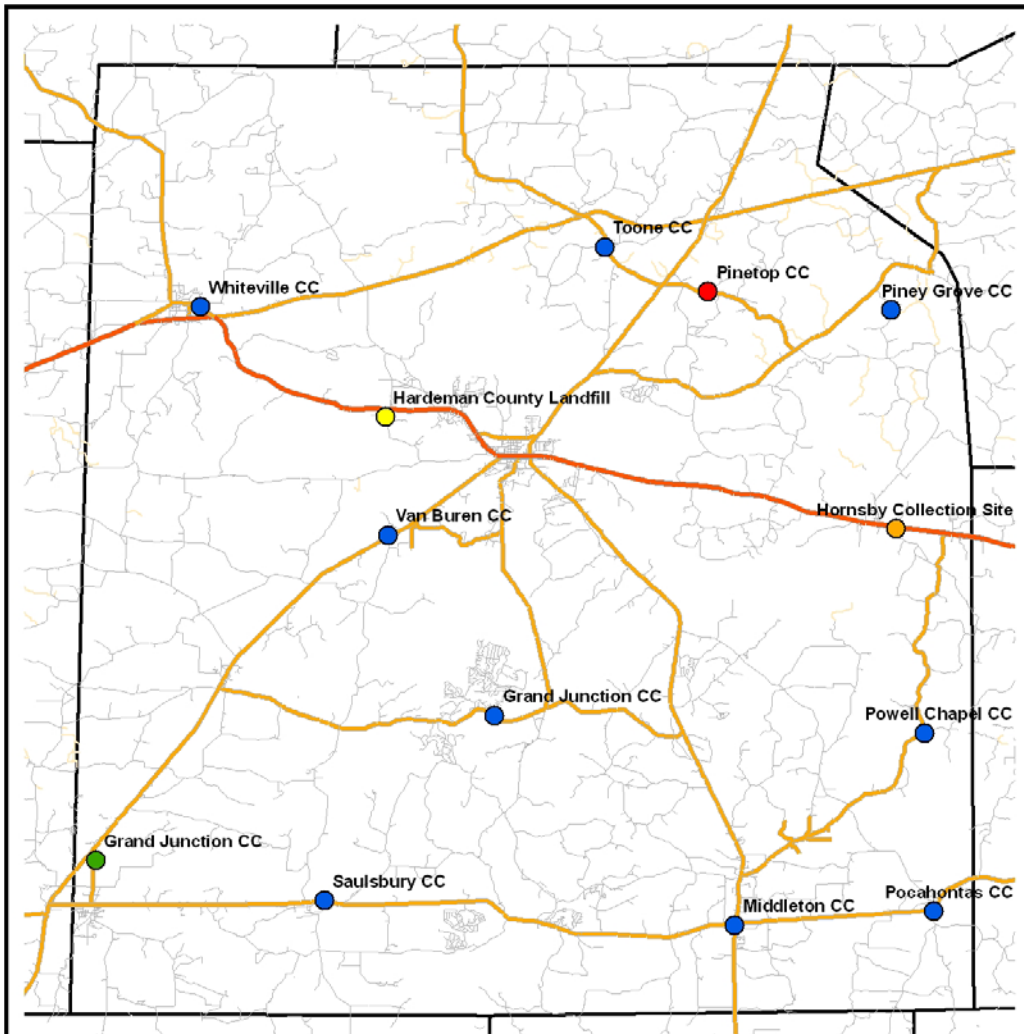 Toone CC
Pinetop CC
Whiteville CC
Piney Grove CC
Hardeman County Landfill
Hornsby Collection Site
Van Buren CC
Grand Junction CC
Powell Chapel CC
Grand Junction CC
Saulsbury CC
Pocahontas CC
Middleton CC